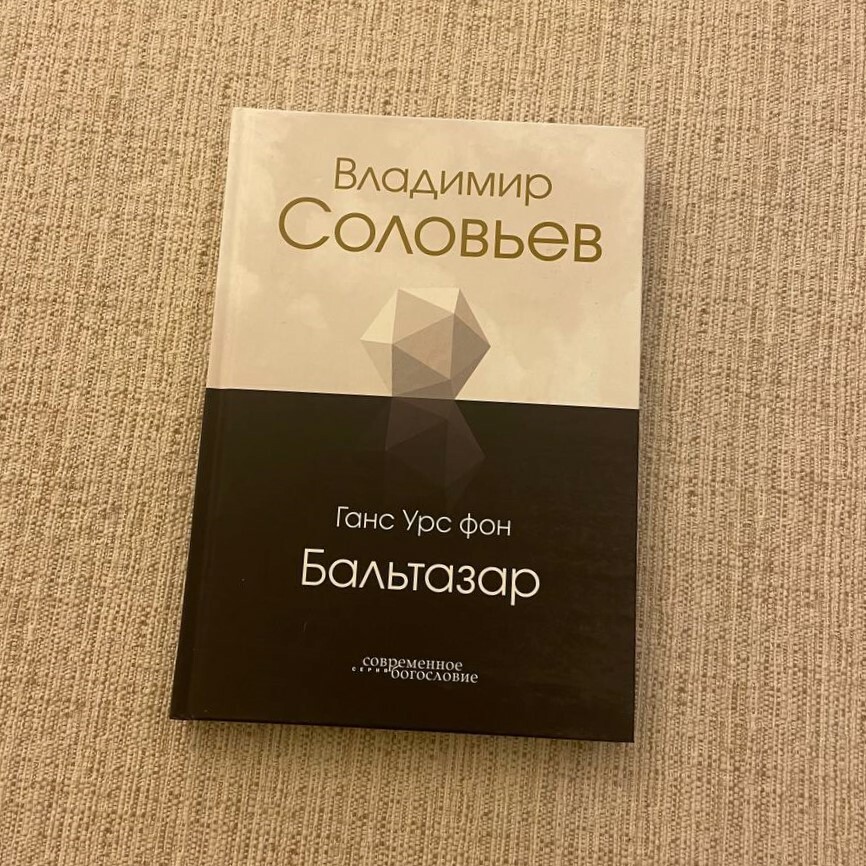 Владимир
Соловьев
Ганс Урс фон
Бальтазар
современное
серия богословие